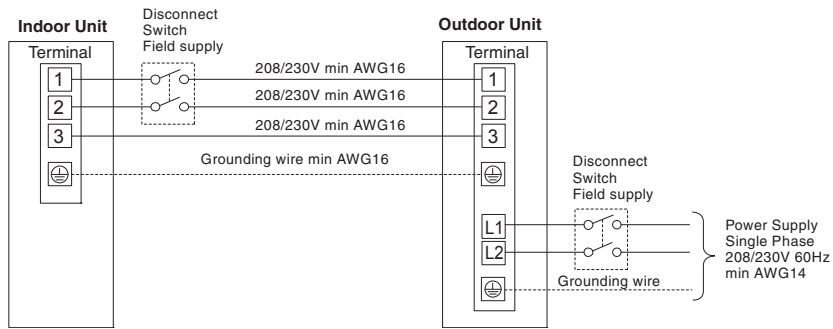 Indoor Unit
Disconnect
Switch
Field supply
Outdoor Unit
Terminal
Terminal
1
208/230V min AWG16
1
2
208/230V min AWG16
2
3
208/230V min AWG16
3
Grounding wire min AWG16
Disconnect
Switch
Field supply
L1
L2
Grounding wire
Power Supply
Single Phase
208/230V 60Hz
min AWG14